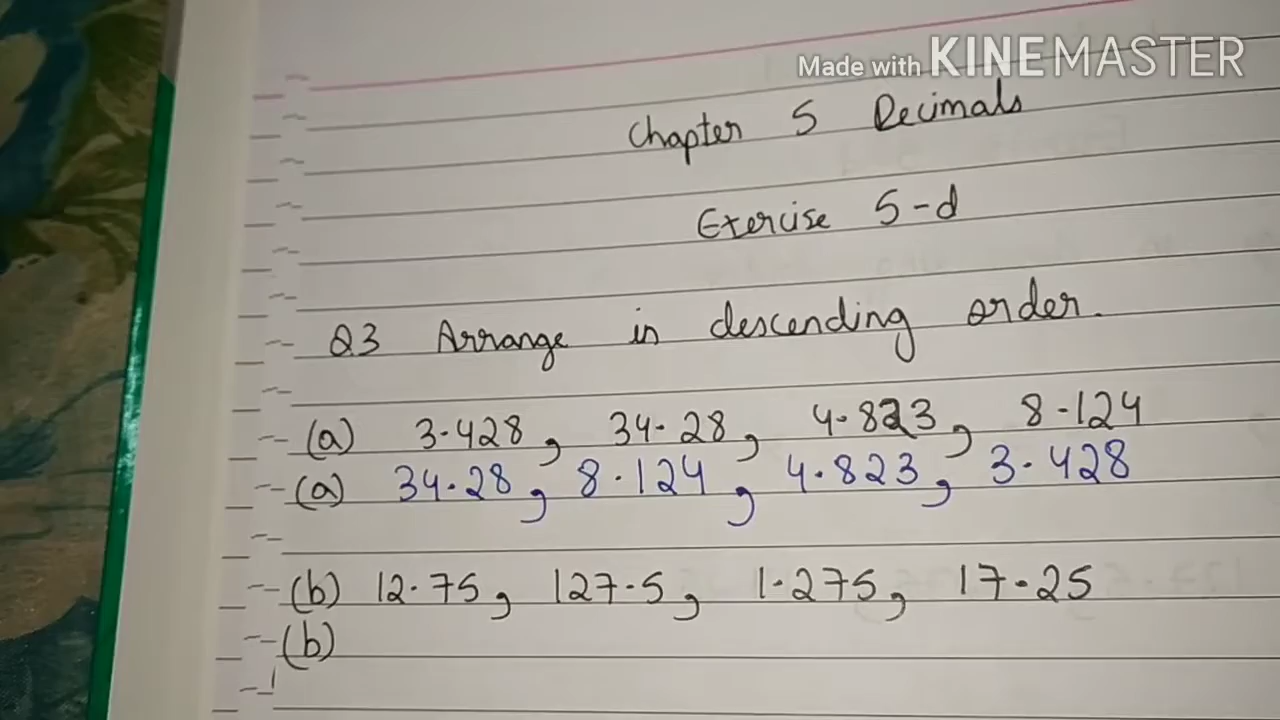 Made with KINEMASTER
Chapter 5 Decimals
Exercise 5-d
Q3 Arrange in descending order.
(a) 3.428, 34.28, 4.823, 8.124
(a) 34.28, 8.124, 4.823, 3.428
(b) 12.75, 127.5, 1.275, 17.25
(b)